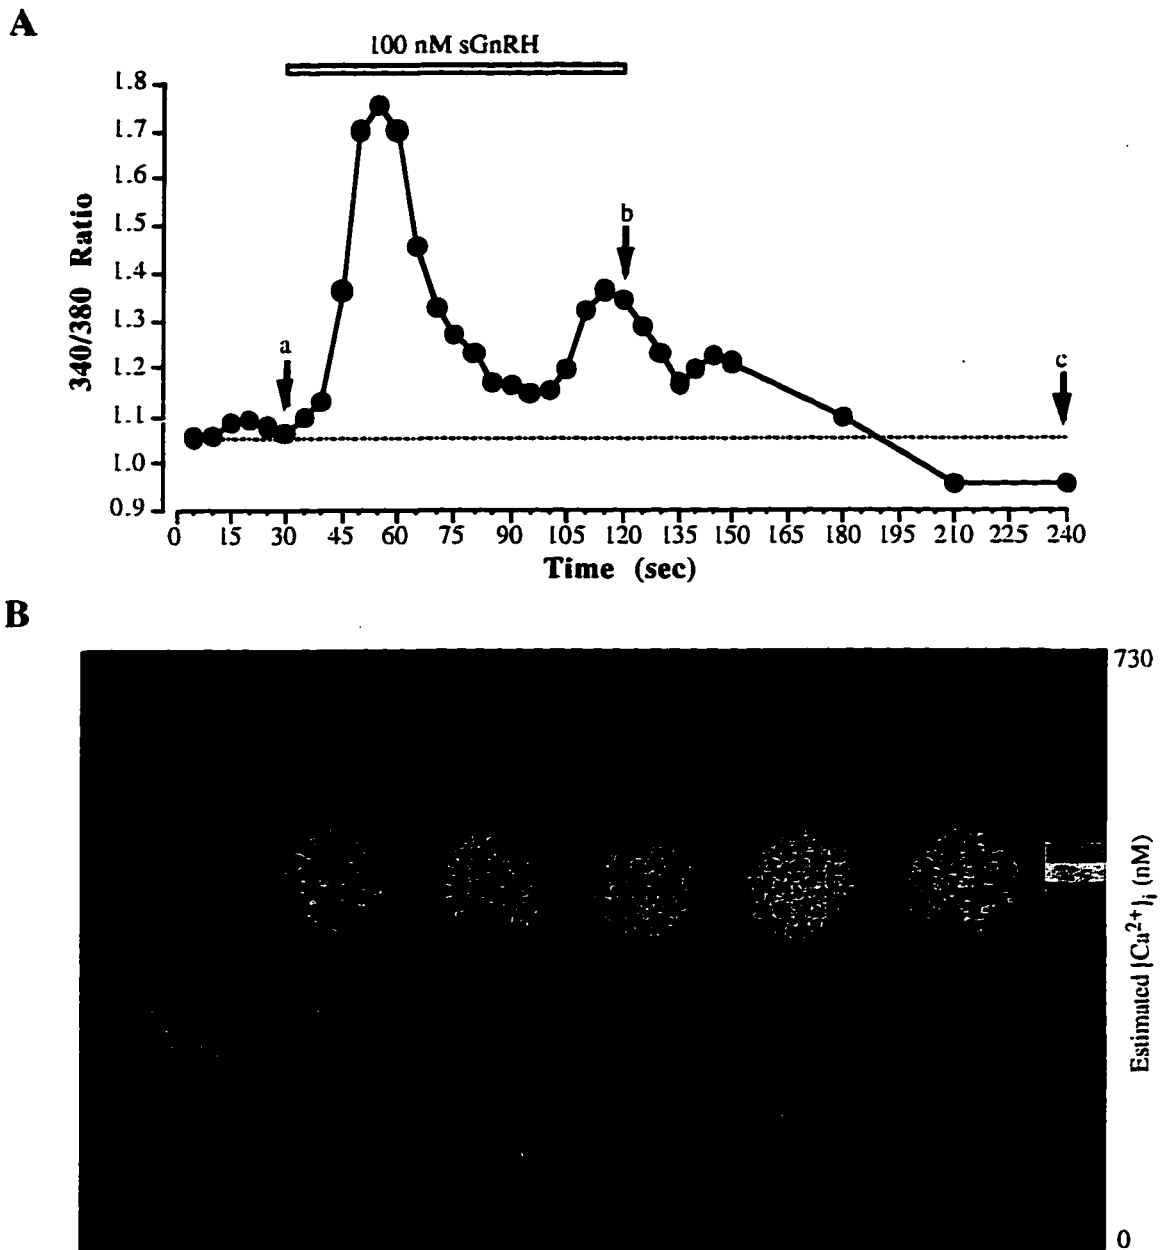 A
100 nM sGnRH
1.8
1.7
1.6
1.5
1.4
1.3
1.2
1.1
1.0
0.9
340/380 Ratio
a
b
c
0 15 30 45 60 75 90 105 120 135 150 165 180 195 210 225 240
Time (sec)
B
730
Estimated [Ca2+]i (nM)
0